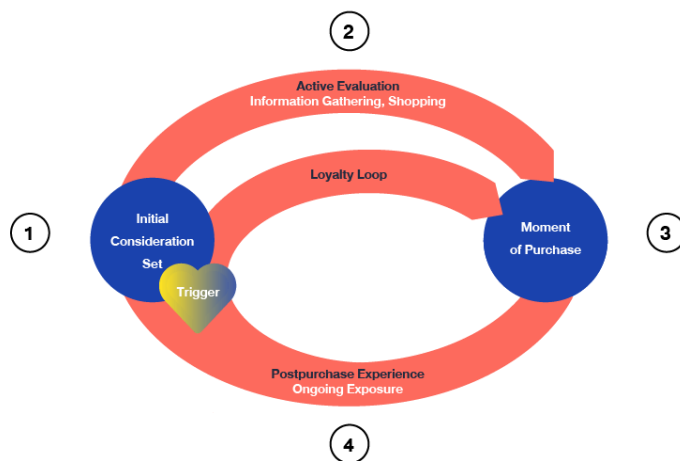 2
Active Evaluation
Information Gathering, Shopping
Loyalty Loop
1
Initial
Consideration
Set
Trigger
Moment
of Purchase
3
Postpurchase Experience
Ongoing Exposure
4